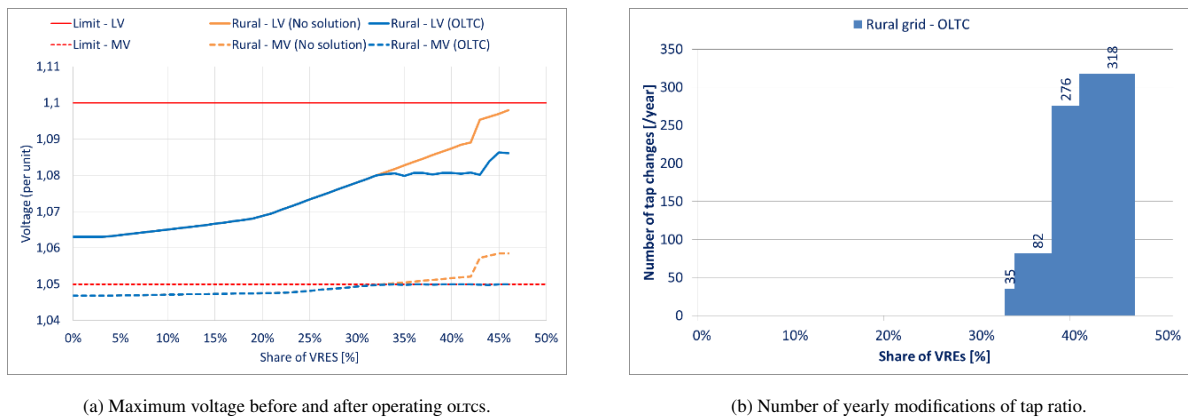 Limit - LV Rural - LV (No solution) Rural - LV (OLTC)
Limit - MV Rural - MV (No solution) Rural - MV (OLTC)
1,11
1,1
1,09
1,08
1,07
1,06
1,05
1,04
Voltage (per unit)
0% 5% 10% 15% 20% 25% 30% 35% 40% 45% 50%
Share of VRES [%]
(a) Maximum voltage before and after operating OLTCs.
Rural grid - OLTC
350
300
250
200
150
100
50
0
Number of tap changes [/year]
35
82
276
318
0% 10% 20% 30% 40% 50%
Share of VREs [%]
(b) Number of yearly modifications of tap ratio.